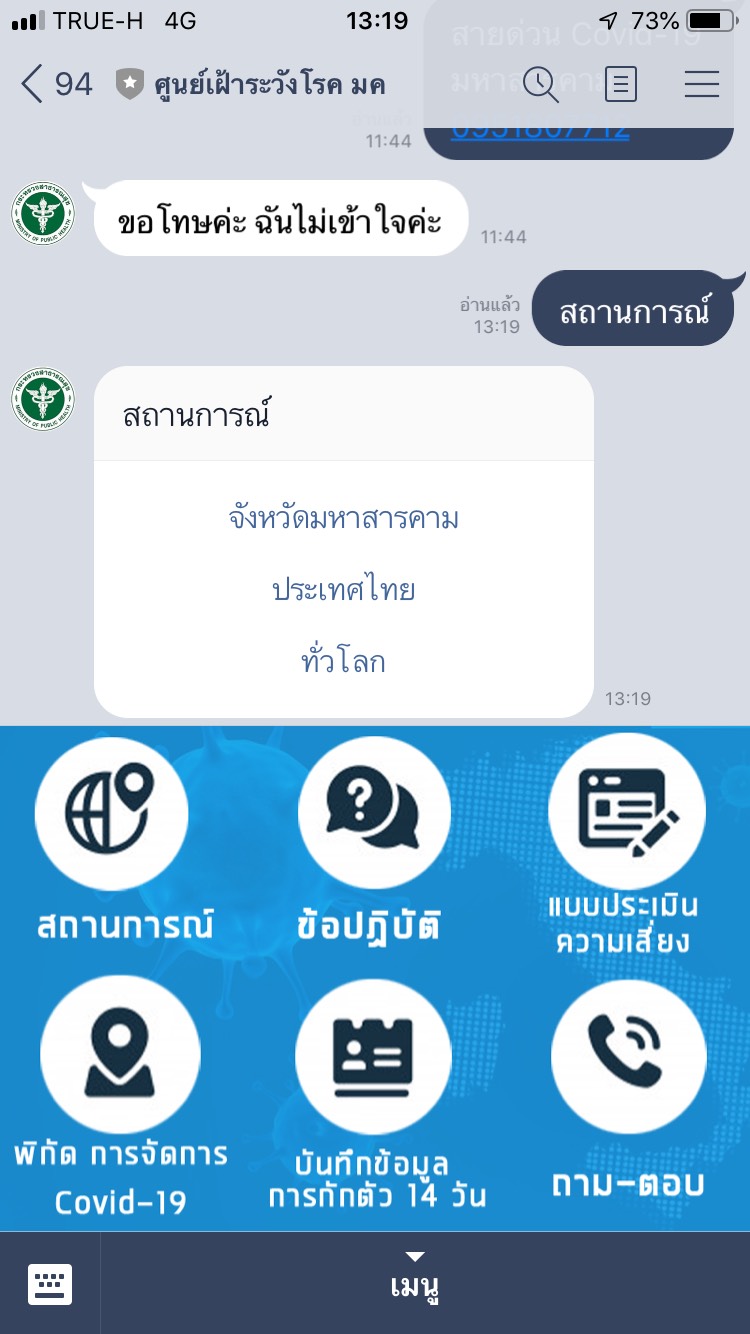 TRUE-H 4G 13:19 73%
สายด่วน Covid-19
94 ศูนย์เฝ้าระวังโรค มค
มหาสารคาม
อ่านแล้ว
11:44
0931807712
ขอโทษค่ะ ฉันไม่เข้าใจค่ะ
11:44
อ่านแล้ว
13:19
สถานการณ์
สถานการณ์
จังหวัดมหาสารคาม
ประเทศไทย
ทั่วโลก
13:19
สถานการณ์
ข้อปฏิบัติ
แบบประเมิน
ความเสี่ยง
พิกัด การจัดการ
Covid-19
บันทึกข้อมูล
การกักตัว 14 วัน
ถาม-ตอบ
เมนู